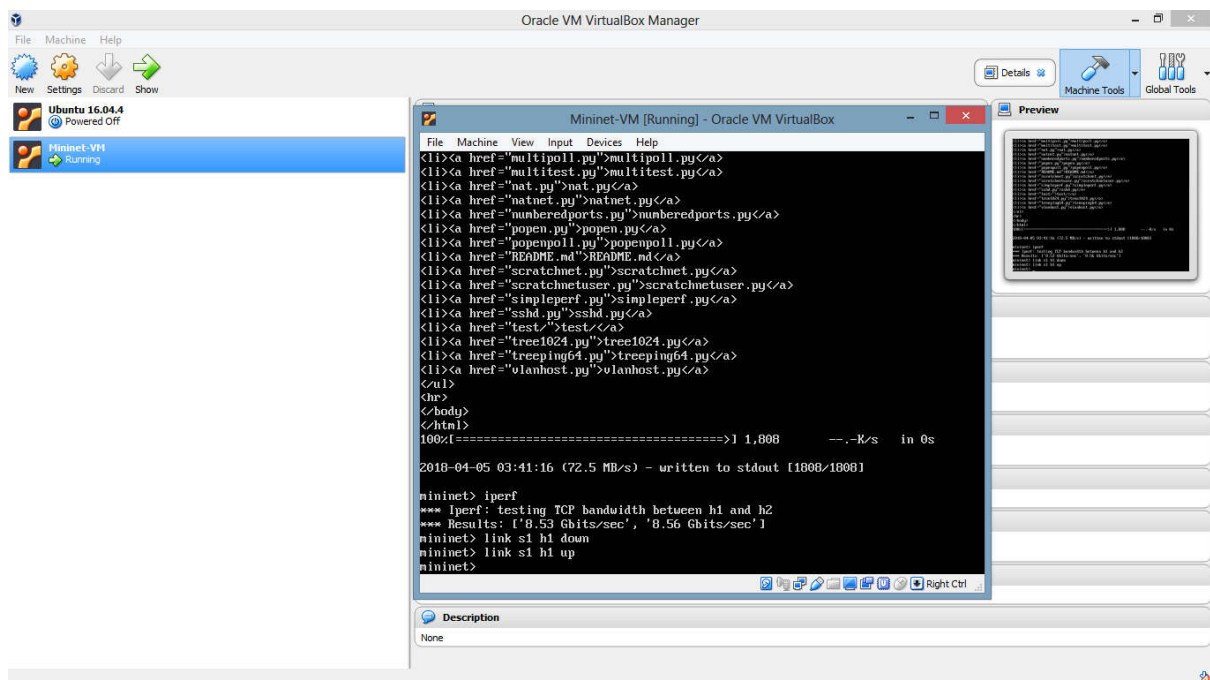 Oracle VM VirtualBox Manager
File Machine Help
New Settings Discard Show
Details
Machine Tools
Global Tools
Ubuntu 16.04.4
Powered Off
Mininet-VM
Running
Preview
Mininet-VM [Running] - Oracle VM VirtualBox
File Machine View Input Devices Help
<li><a href="multipoll.py">multipoll.py</a>
<li><a href="multitest.py">multitest.py</a>
<li><a href="nat.py">nat.py</a>
<li><a href="natnet.py">natnet.py</a>
<li><a href="numberedports.py">numberedports.py</a>
<li><a href="popen.py">popen.py</a>
<li><a href="popenpoll.py">popenpoll.py</a>
<li><a href="README.md">README.md</a>
<li><a href="scratchnet.py">scratchnet.py</a>
<li><a href="scratchnetuser.py">scratchnetuser.py</a>
<li><a href="simpleperf.py">simpleperf.py</a>
<li><a href="sshd.py">sshd.py</a>
<li><a href="test/">test/</a>
<li><a href="tree1024.py">tree1024.py</a>
<li><a href="treeping64.py">treeping64.py</a>
<li><a href="vlanhost.py">vlanhost.py</a>
</ul>
<hr>
</body>
</html>
100%[======================================>] 1,808 --.-K/s in 0s
2018-04-05 03:41:16 (72.5 MB/s) - written to stdout [1808/1808]
mininet> iperf
*** Iperf: testing TCP bandwidth between h1 and h2
*** Results: ['8.53 Gbits/sec', '8.56 Gbits/sec']
mininet> link s1 h1 down
mininet> link s1 h1 up
mininet>
Right Ctrl
Description
None